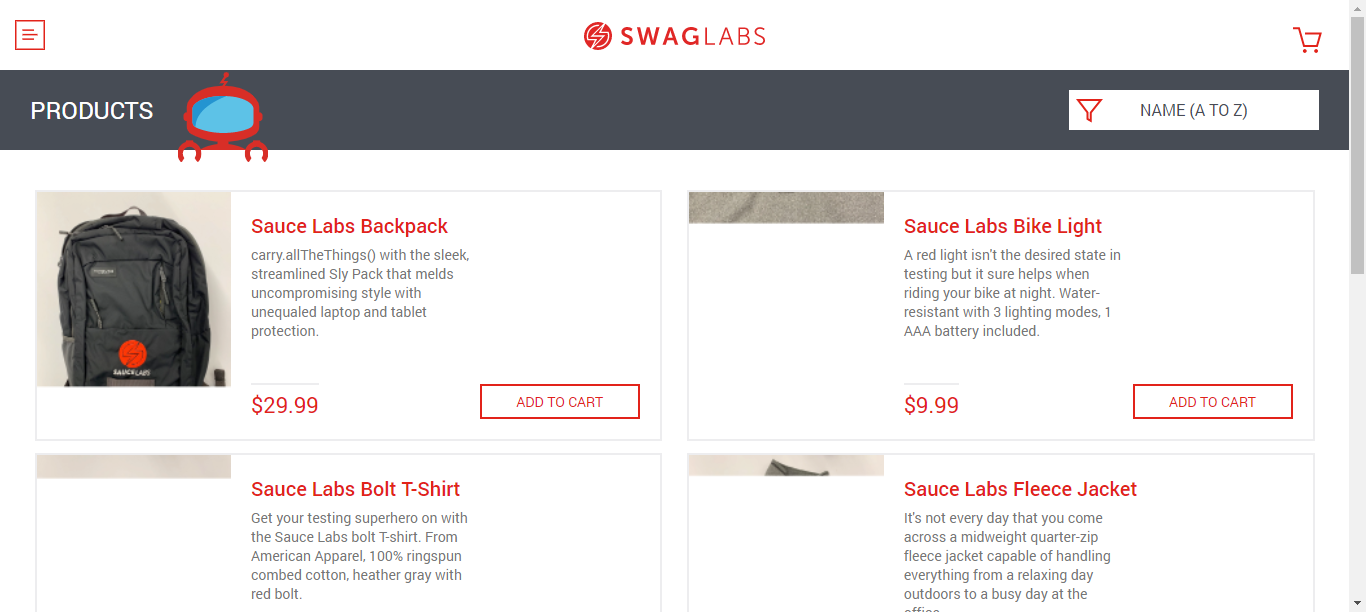 SWAGLABS
PRODUCTS
NAME (A TO Z)
Sauce Labs Backpack
carry.allTheThings() with the sleek,
streamlined Sly Pack that melds
uncompromising style with
unequaled laptop and tablet
protection.
$29.99
ADD TO CART
SAUCELABS
Sauce Labs Bike Light
A red light isn't the desired state in
testing but it sure helps when
riding your bike at night. Water-
resistant with 3 lighting modes, 1
AAA battery included.
$9.99
ADD TO CART
Sauce Labs Bolt T-Shirt
Get your testing superhero on with
the Sauce Labs bolt T-shirt. From
American Apparel, 100% ringspun
combed cotton, heather gray with
red bolt.
Sauce Labs Fleece Jacket
It's not every day that you come
across a midweight quarter-zip
fleece jacket capable of handling
everything from a relaxing day
outdoors to a busy day at the
office.